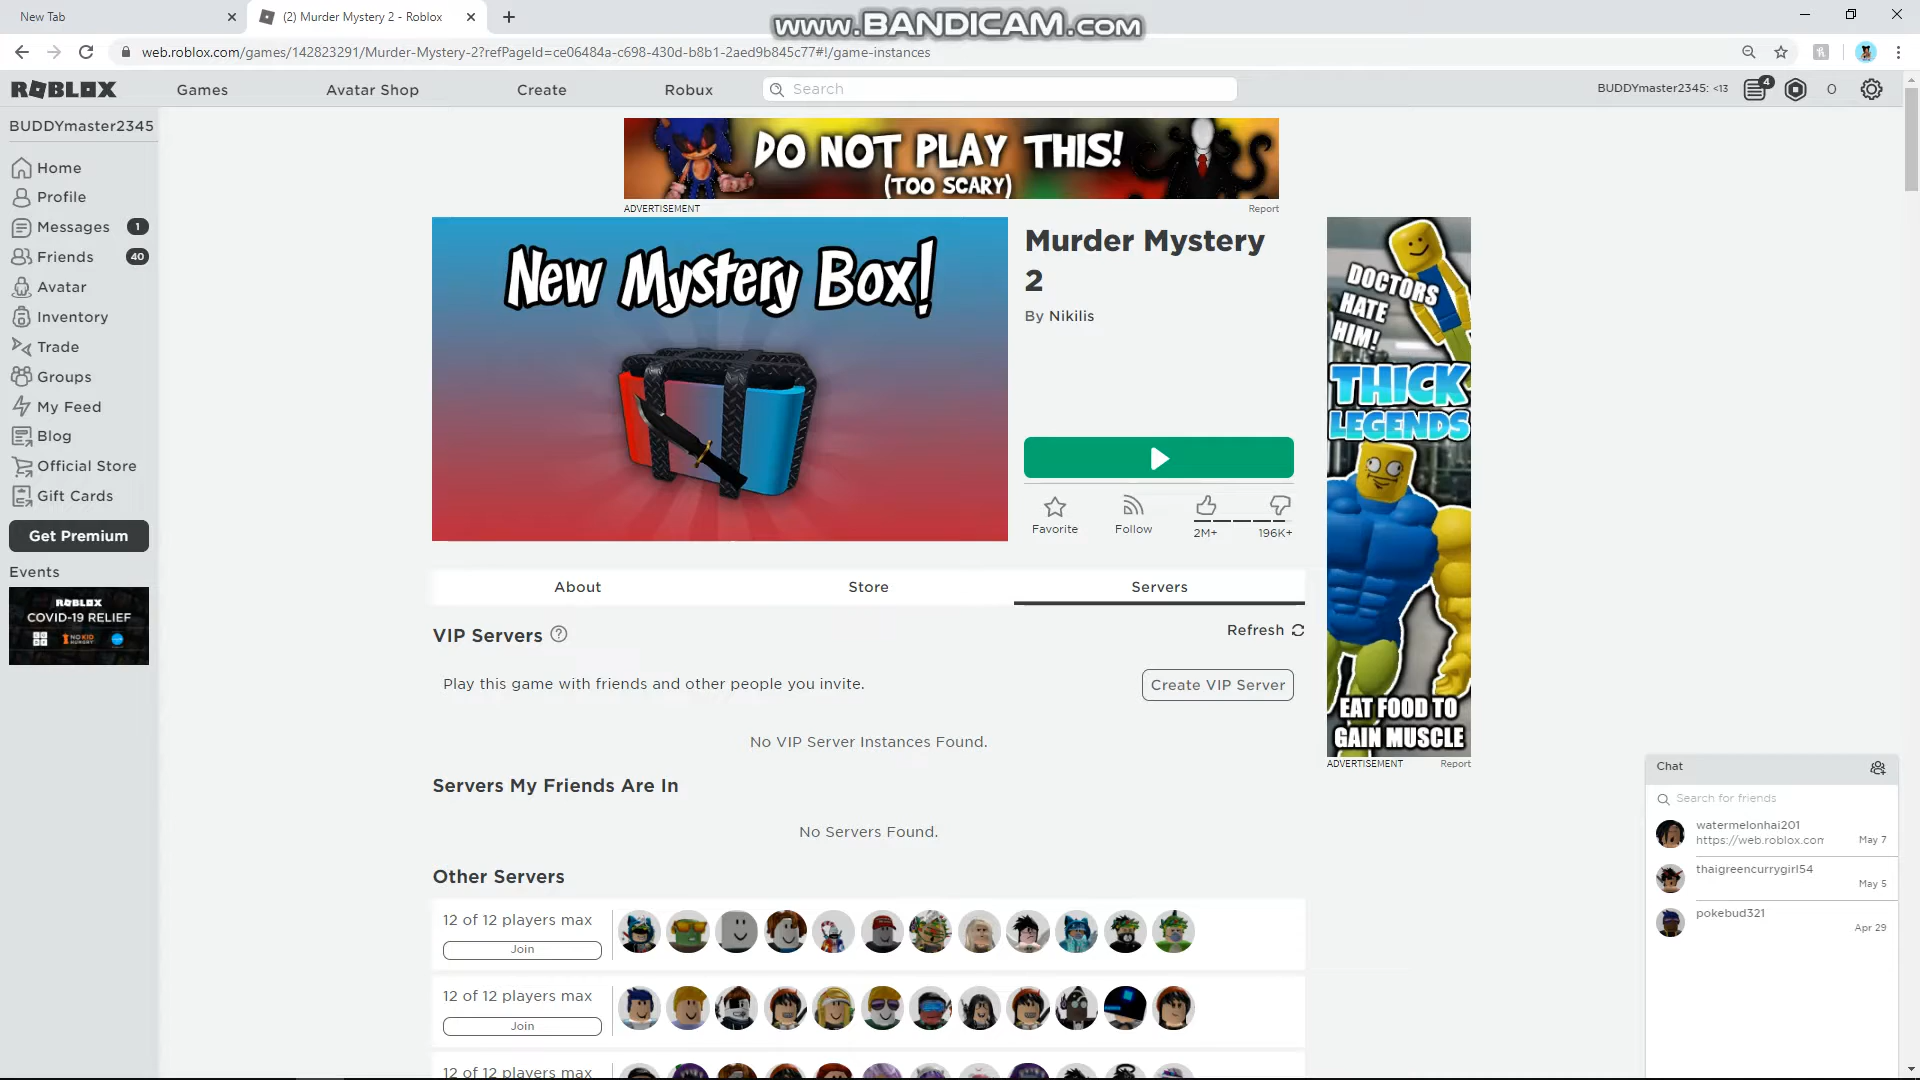 New Tab
(2) Murder Mystery 2 - Roblox
www.BANDICAM.com
web.roblox.com/games/142823291/Murder-Mystery-2?refPageId=ce06484a-c698-430d-b8b1-2aed9b845c77#!/game-instances
ROBLOX
Games
Avatar Shop
Create
Robux
Search
BUDDYmaster2345: <13
4
0
BUDDYmaster2345
Home
Profile
Messages 1
Friends 40
Avatar
Inventory
Trade
Groups
My Feed
Blog
Official Store
Gift Cards
Get Premium
Events
ROBLOX
COVID-19 RELIEF
NO KID
HUNGRY
DO NOT PLAY THIS!
(TOO SCARY)
ADVERTISEMENT
Report
New Mystery Box!
Murder Mystery
2
By Nikilis
Favorite
Follow
2M+
196K+
DOCTORS
HATE
HIM!
THICK
LEGENDS
EAT FOOD TO
GAIN MUSCLE
ADVERTISEMENT
Report
About
Store
Servers
VIP Servers ?
Refresh
Play this game with friends and other people you invite.
Create VIP Server
No VIP Server Instances Found.
Servers My Friends Are In
No Servers Found.
Other Servers
12 of 12 players max
Join
12 of 12 players max
Join
12 of 12 players max
Chat
Search for friends
watermelonhai201
https://web.roblox.com
May 7
thaigreencurrygirl54
May 5
pokebud321
Apr 29